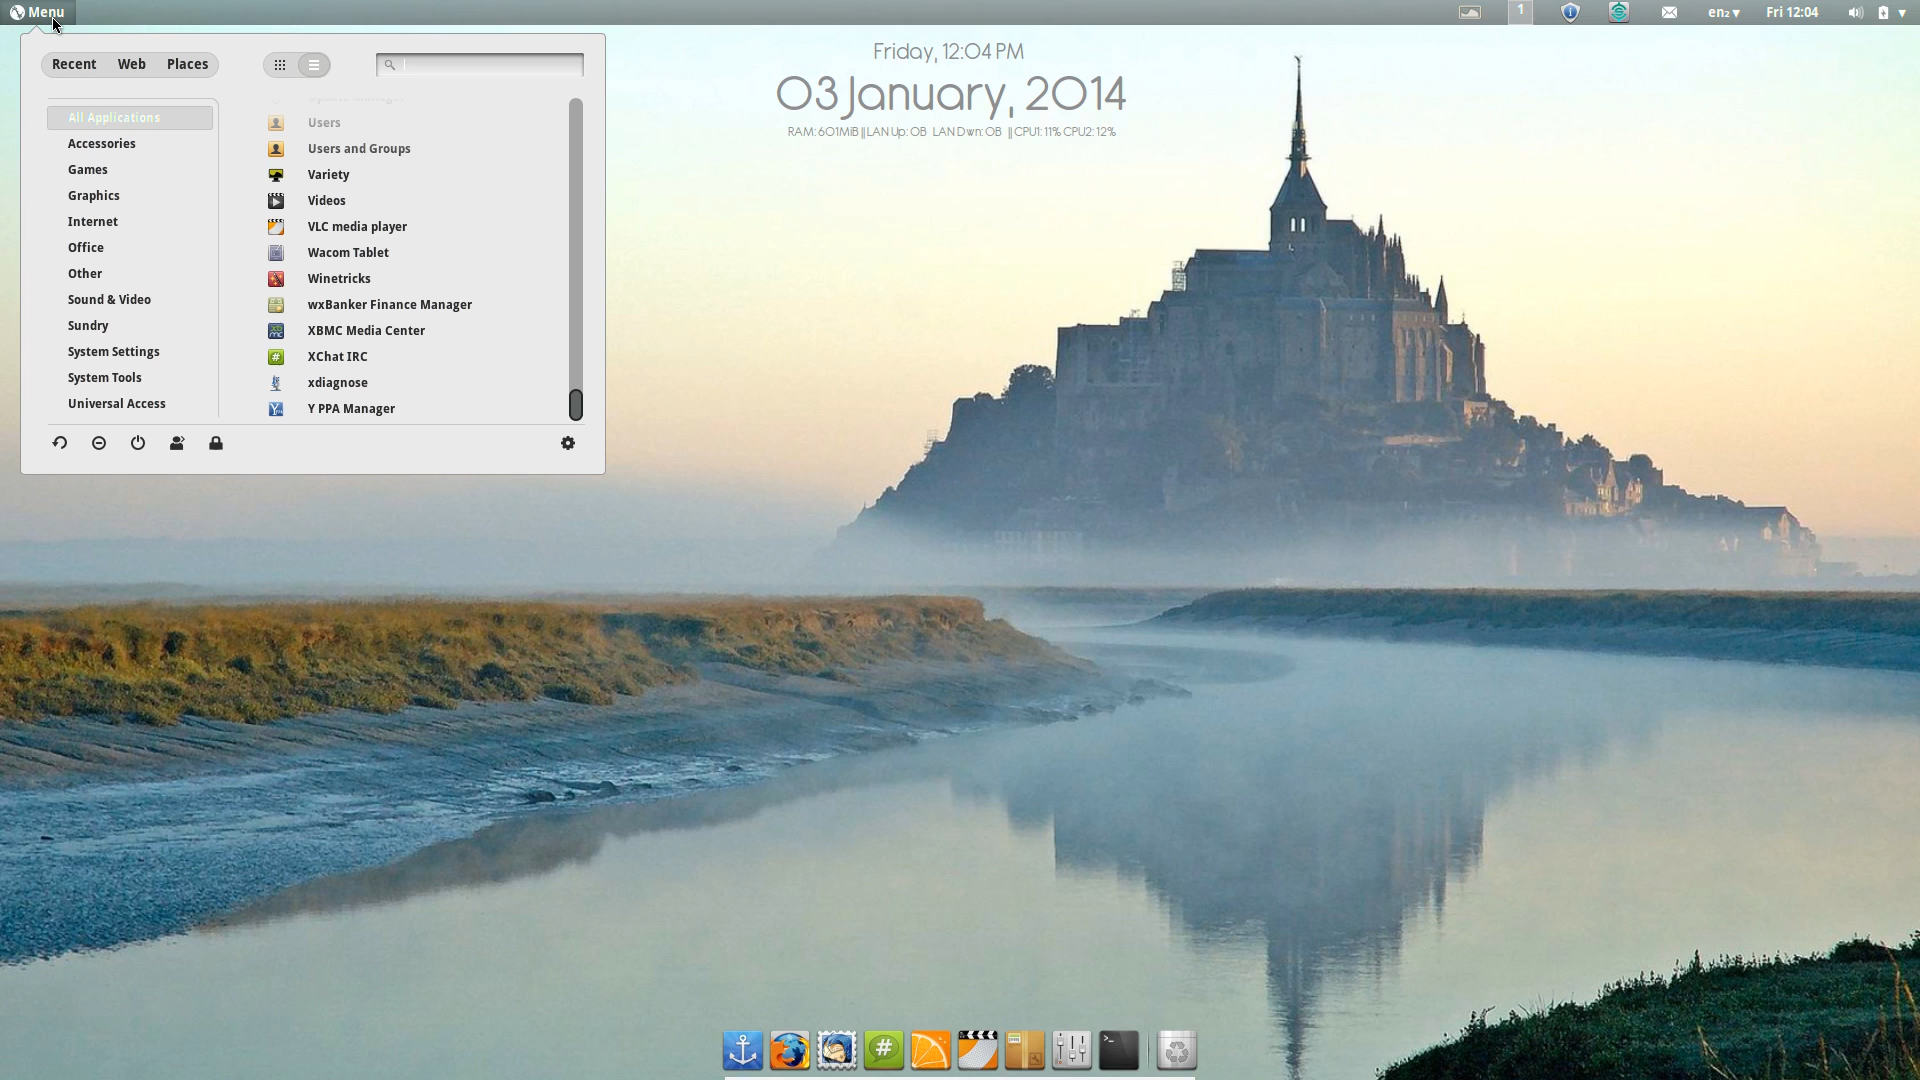 Menu
1
en₂
Fri 12:04
Recent Web Places
All Applications
Accessories
Games
Graphics
Internet
Office
Other
Sound & Video
Sundry
System Settings
System Tools
Universal Access
Update Manager
Users
Users and Groups
Variety
Videos
VLC media player
Wacom Tablet
Winetricks
wxBanker Finance Manager
XBMC Media Center
XChat IRC
xdiagnose
Y PPA Manager
Friday, 12:04 PM
03 January, 2014
RAM: 601MiB || LAN Up: 0B LAN Dwn: 0B || CPU1: 11% CPU2: 12%